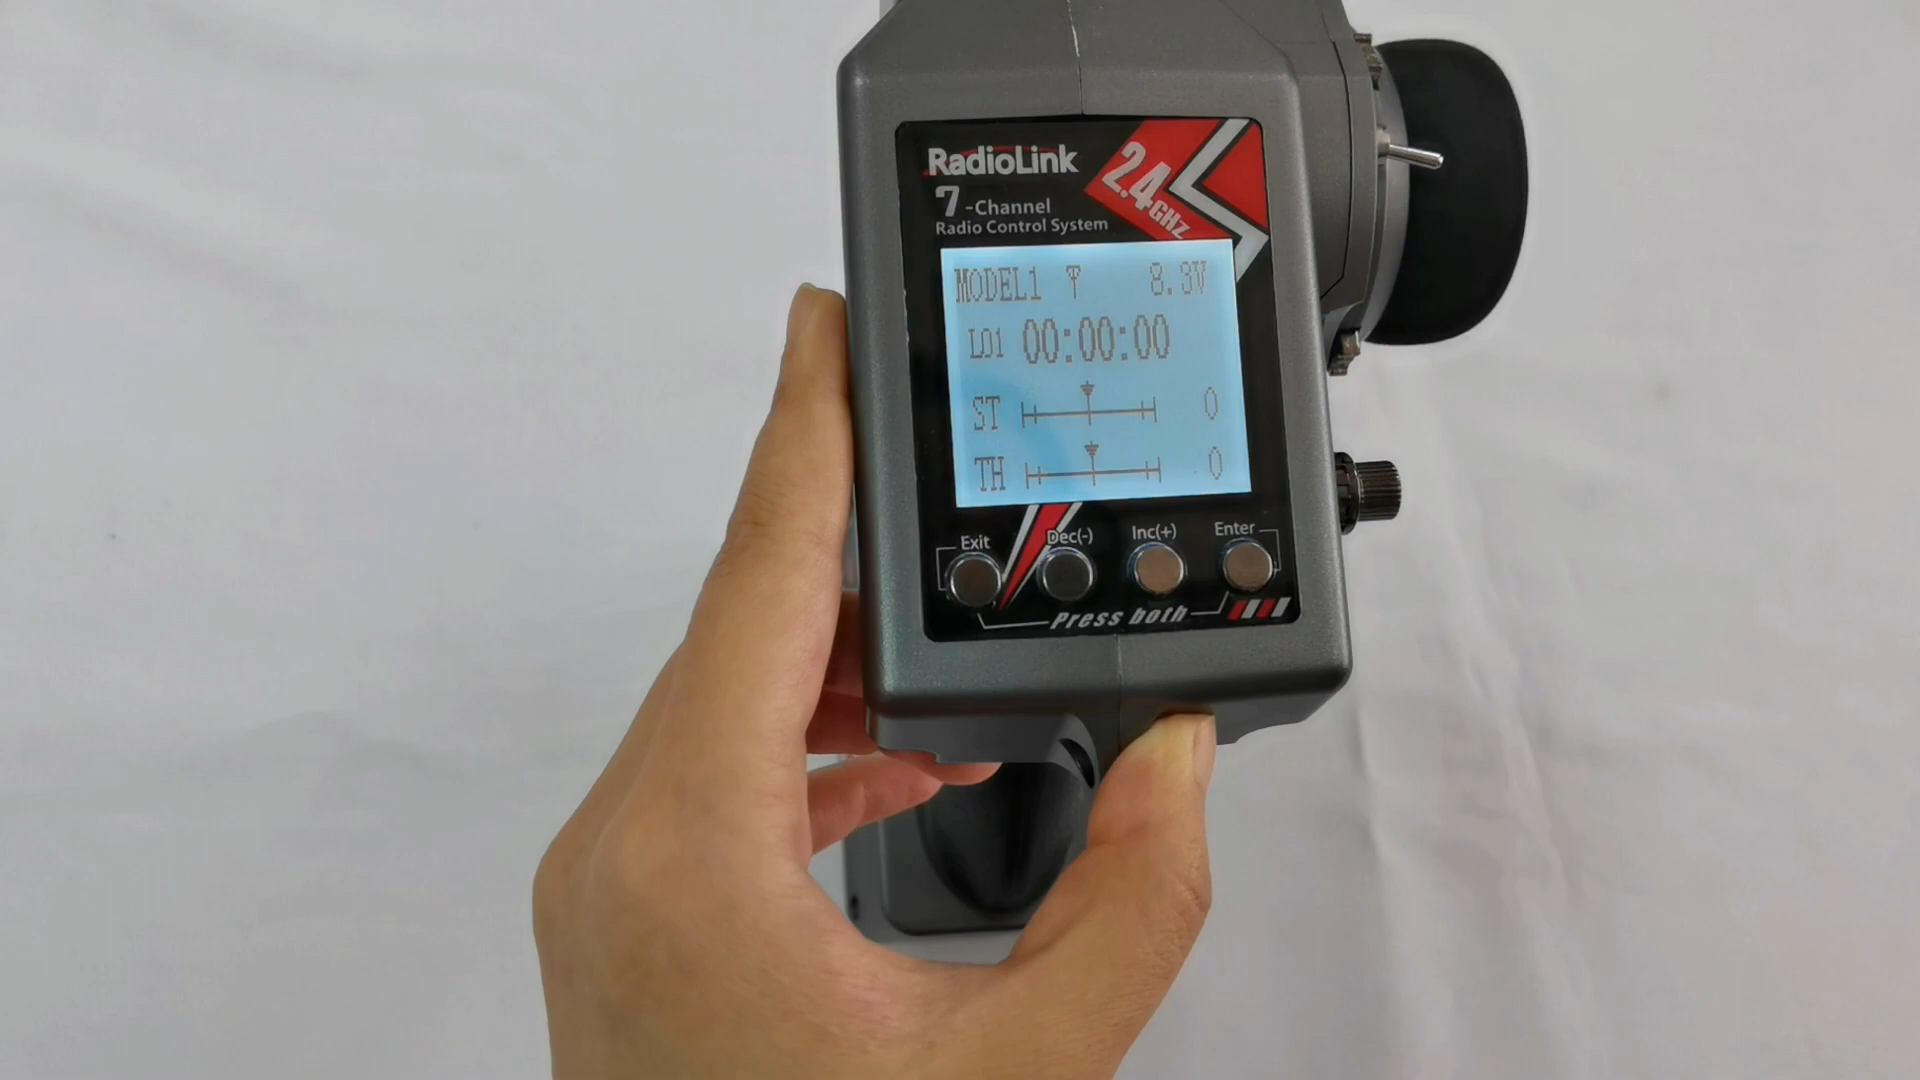 RadioLink
2.4GHz
7-Channel
Radio Control System
MODEL1 8.3V
L01 00:00:00
ST 0
TH 0
Exit Dec(-) Inc(+) Enter
Press both